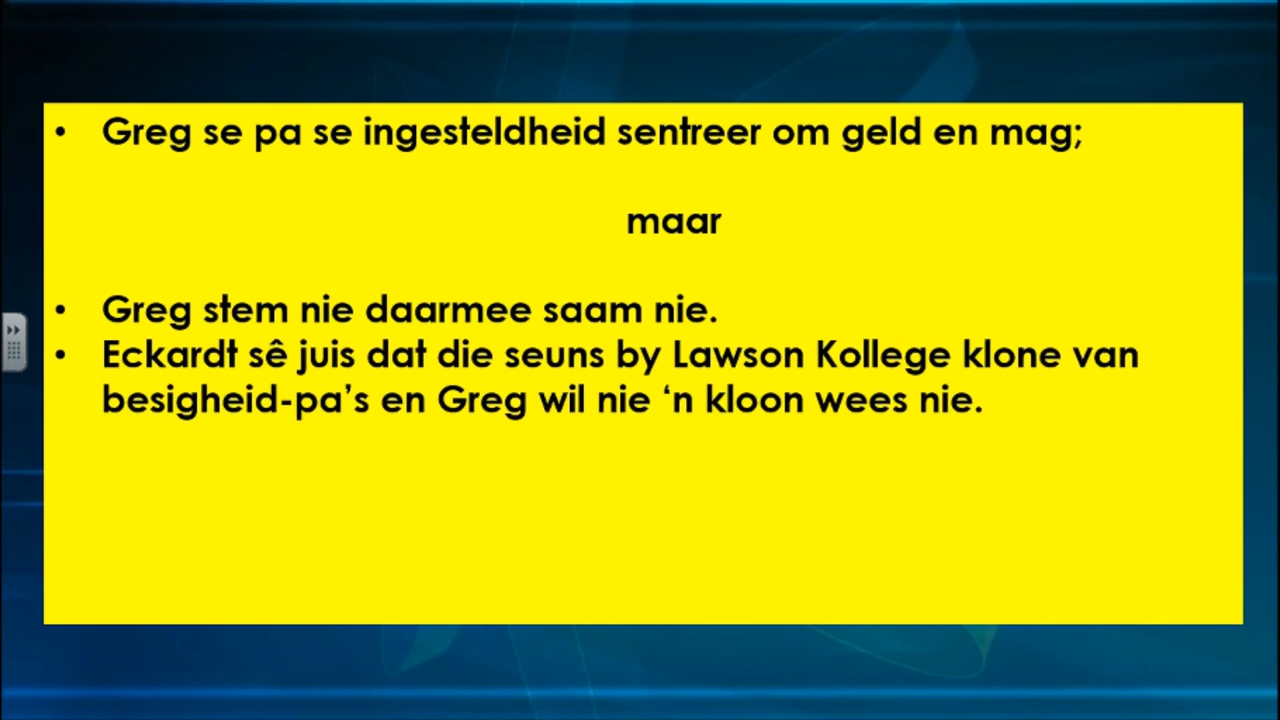 • Greg se pa se ingesteldheid sentreer om geld en mag;
maar
• Greg stem nie daarmee saam nie.
• Eckardt sê juis dat die seuns by Lawson Kollege klone van
besigheid-pa’s en Greg wil nie ‘n kloon wees nie.